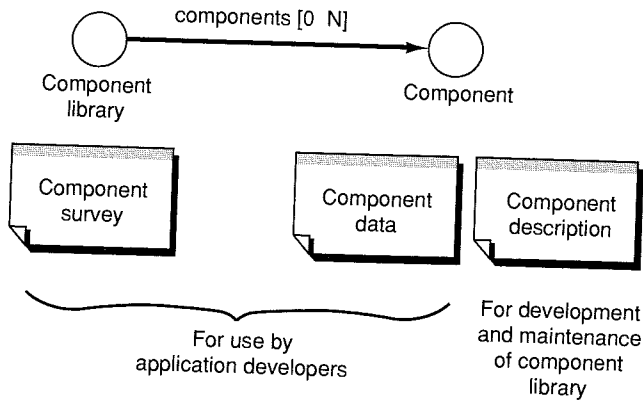 components [0 N]
Component
library
Component
Component
survey
Component
data
Component
description
For use by
application developers
For development
and maintenance
of component
library